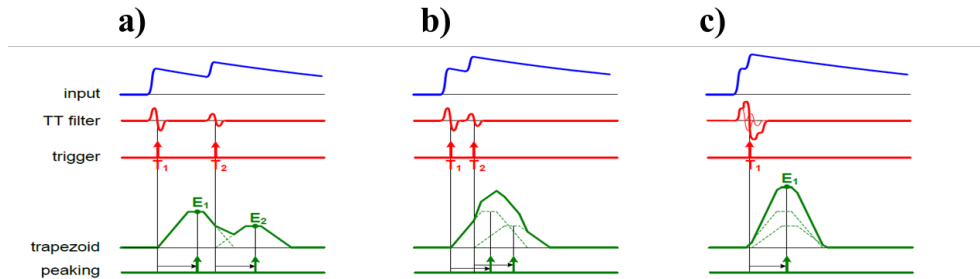 a) b) c)
input
TT filter
trigger
T1 T2 T1 T2 T1
E1 E2 E1
trapezoid
peaking